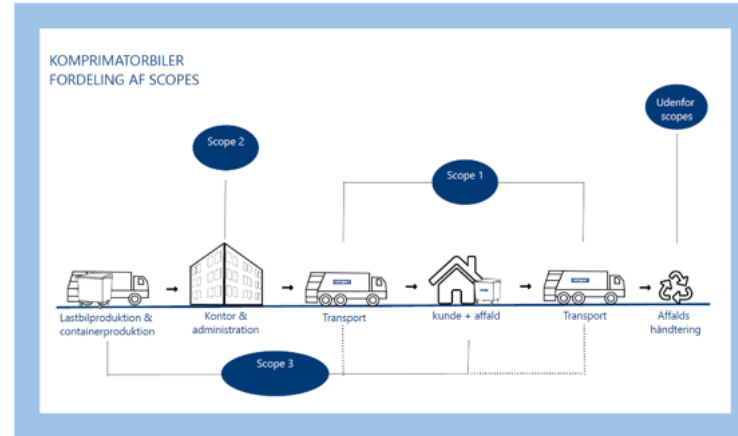 KOMPRIMATORBILER
FORDELING AF SCOPES
Udenfor
scopes
Scope 2
Scope 1
Lastbilproduktion &
containerproduktion
Kontor &
administration
Transport
kunde + affald
Transport
Affalds
håndtering
Scope 3